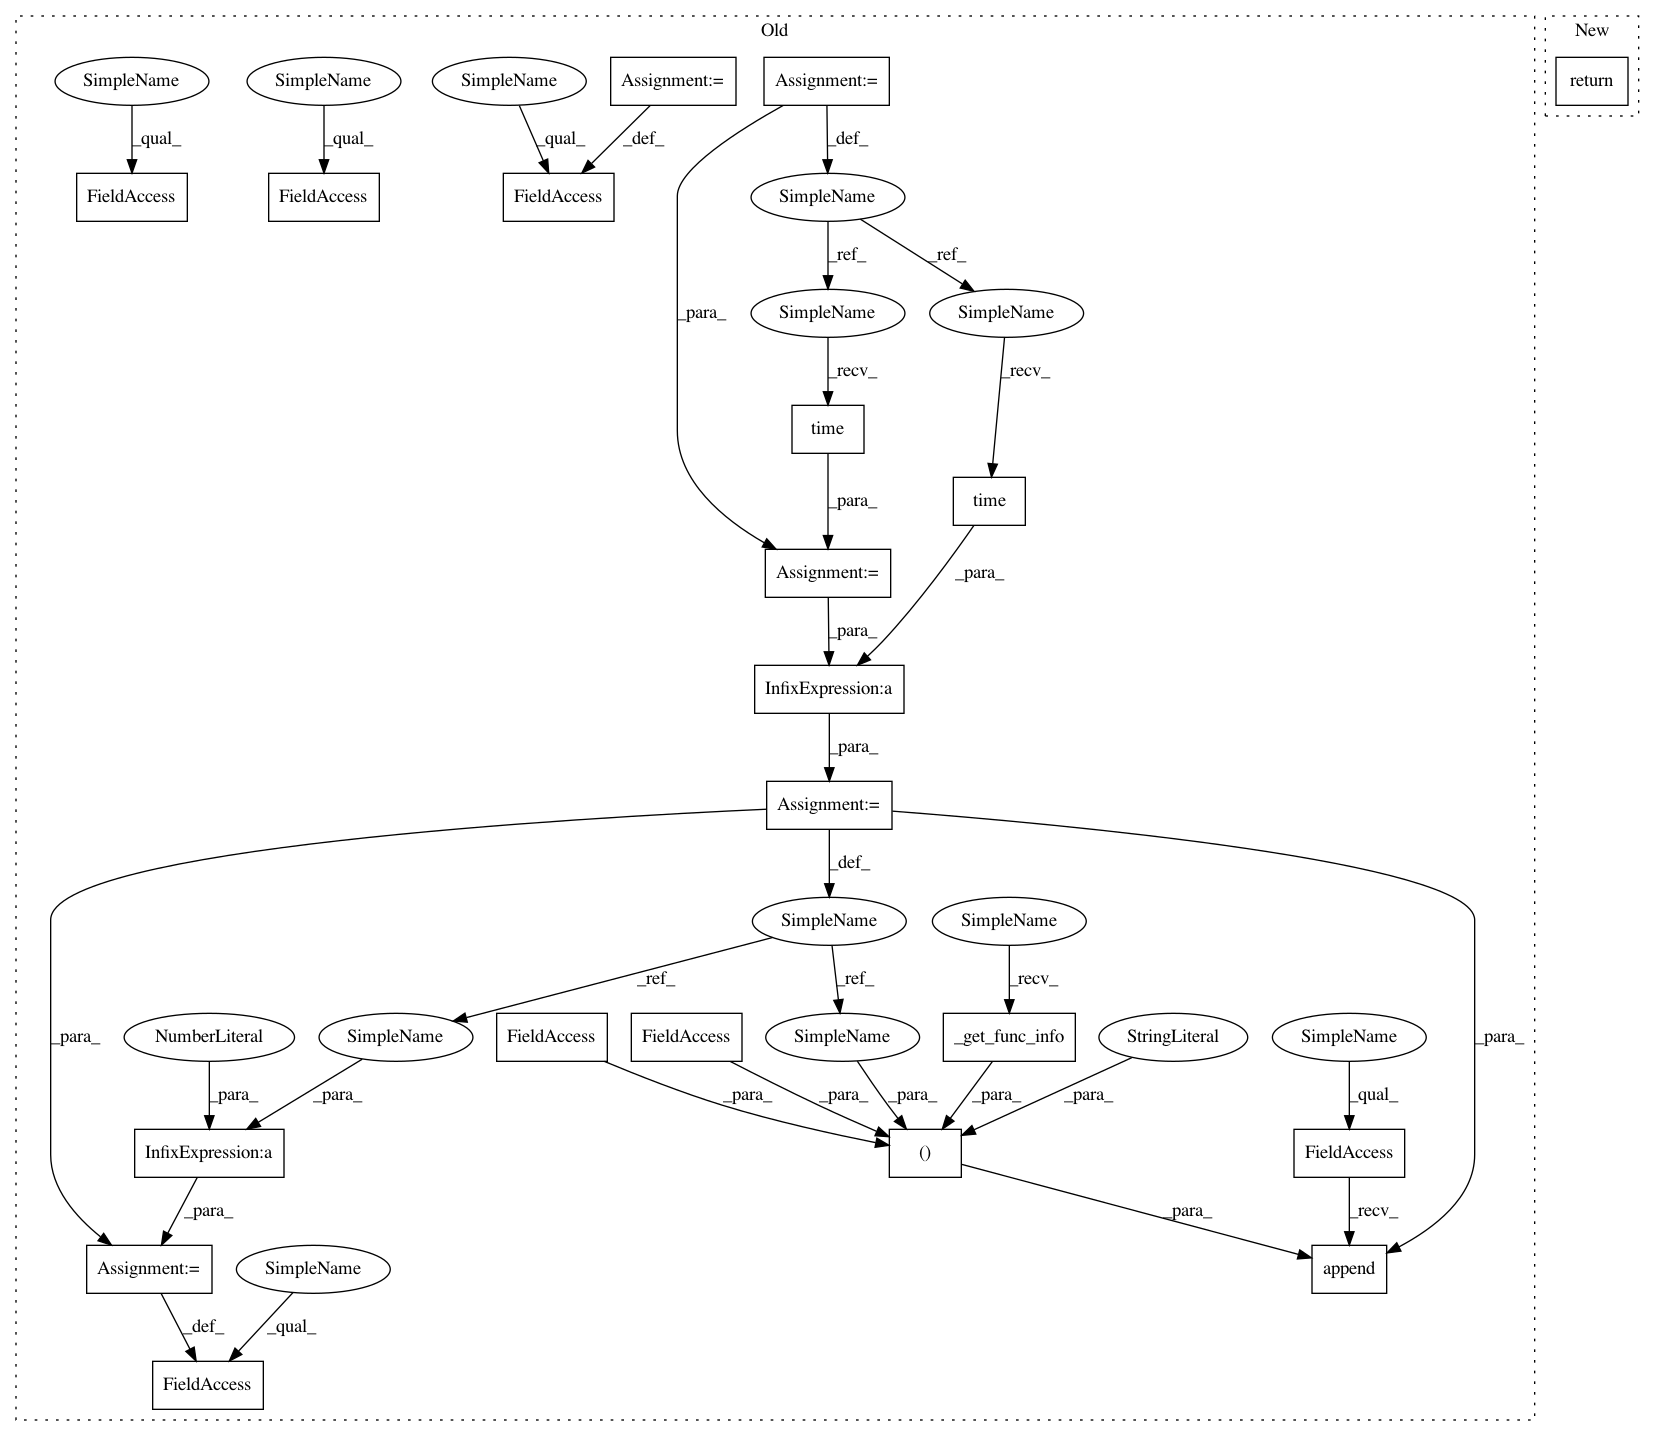 Old
New
SimpleName
SimpleName
SimpleName
Assignment:=
Assignment:=
return
_qual_
_qual_
_qual_
_def_
_def_
FieldAccess
FieldAccess
FieldAccess
SimpleName
_ref_
_ref_
_para_
SimpleName
SimpleName
_recv_
_recv_
time
time
_para_
_para_
Assignment:=
_para_
InfixExpression:a
_para_
Assignment:=
_def_
SimpleName
SimpleName
_ref_
_ref_
_recv_
_para_
NumberLiteral
SimpleName
FieldAccess
FieldAccess
SimpleName
_get_func_info
StringLiteral
SimpleName
_para_
_para_
_para_
_para_
_para_
_para_
_para_
_para_
_qual_
InfixExpression:a
()
FieldAccess
_para_
_para_
_recv_
Assignment:=
SimpleName
append
_def_
_qual_
FieldAccess